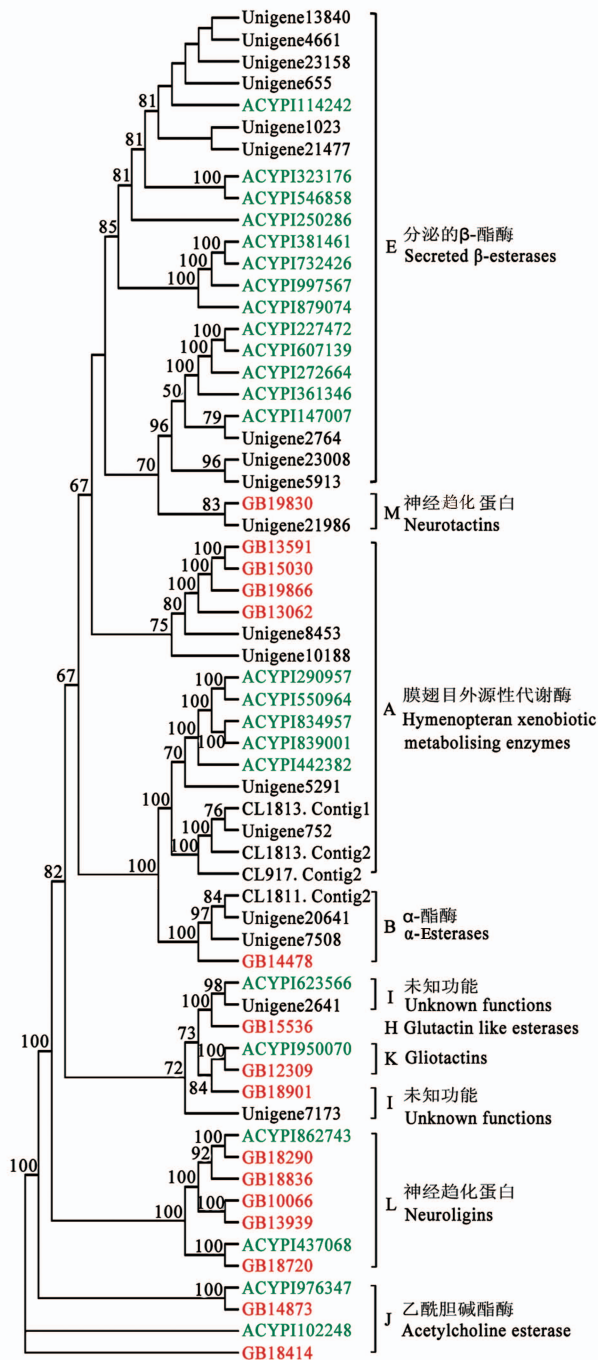 Unigene13840
Unigene4661
Unigene23158
Unigene655
81
ACYPI114242
Unigene1023
81
Unigene21477
81
100
ACYPI323176
ACYPI546858
85
ACYPI250286
100
ACYPI381461
100
ACYPI732426
100
ACYPI997567
ACYPI879074
E
分泌的β-酯酶
Secreted β-esterases
100
ACYPI227472
100
ACYPI607139
100
ACYPI272664
50
ACYPI361346
79
ACYPI147007
96
Unigene2764
70
96
Unigene23008
Unigene5913
67
83
GB19830
Unigene21986
M
神经趋化蛋白
Neurotactins
100
GB13591
100
GB15030
100
GB19866
80
GB13062
75
Unigene8453
Unigene10188
67
100
ACYPI290957
100
ACYPI550964
100
ACYPI834957
100
ACYPI839001
70
ACYPI442382
Unigene5291
A
膜翅目外源性代谢酶
Hymenopteran xenobiotic
metabolising enzymes
100
76
CL1813. Contig1
100
Unigene752
100
CL1813. Contig2
100
CL917. Contig2
82
84
CL1811. Contig2
97
Unigene20641
100
Unigene7508
GB14478
B
α-酯酶
α-Esterases
98
ACYPI623566
100
Unigene2641
I
未知功能
Unknown functions
73
GB15536
H Glutactin like esterases
72
100
ACYPI950070
84
GB12309
K Gliotactins
GB18901
Unigene7173
I
未知功能
Unknown functions
100
100
ACYPI862743
92
GB18290
100
GB18836
100
GB10066
100
GB13939
100
ACYPI437068
GB18720
L
神经趋化蛋白
Neuroligins
100
100
ACYPI976347
GB14873
ACYPI102248
GB18414
J
乙酰胆碱酯酶
Acetylcholine esterase